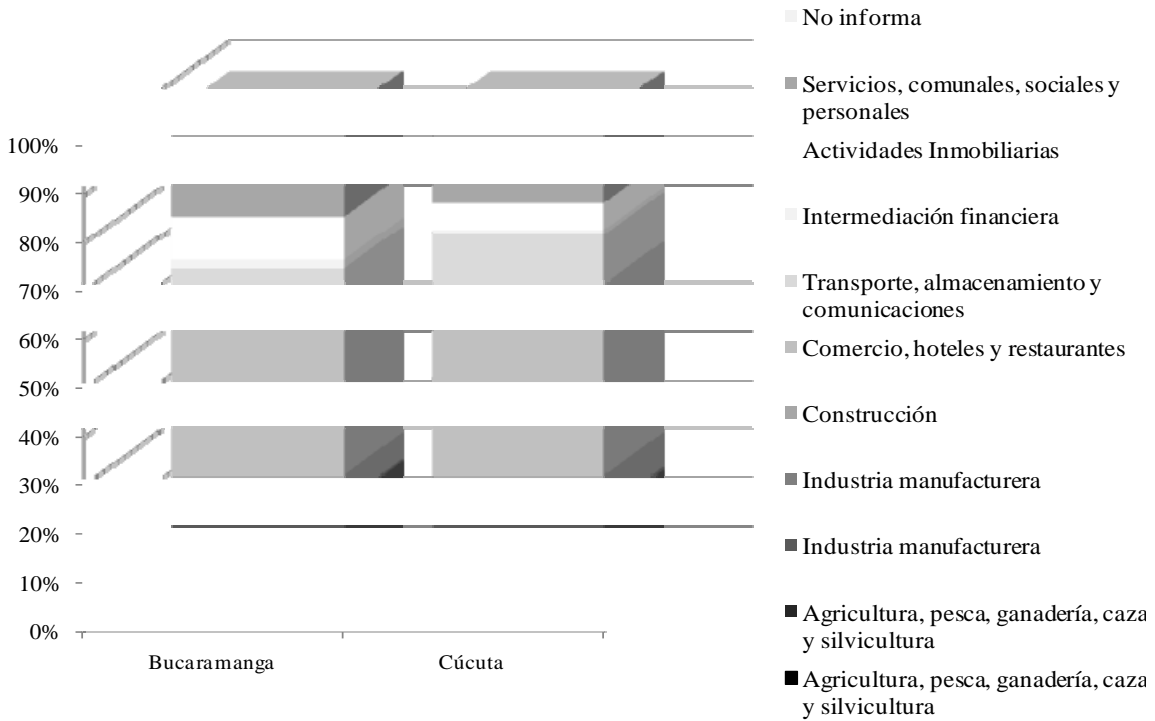 100%
90%
80%
70%
60%
50%
40%
30%
20%
10%
0%
Bucaramanga
Cúcuta
No informa
Servicios, comunales, sociales y
personales
Actividades Inmobiliarias
Intermediación financiera
Transporte, almacenamiento y
comunicaciones
Comercio, hoteles y restaurantes
Construcción
Industria manufacturera
Industria manufacturera
Agricultura, pesca, ganadería, caza
y silvicultura
Agricultura, pesca, ganadería, caza
y silvicultura